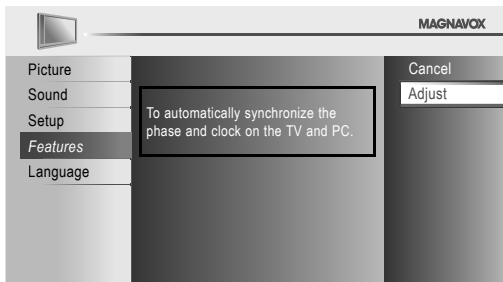 MAGNAVOX
Picture
Sound
Setup
Features
Language
To automatically synchronize the
phase and clock on the TV and PC.
Cancel
Adjust